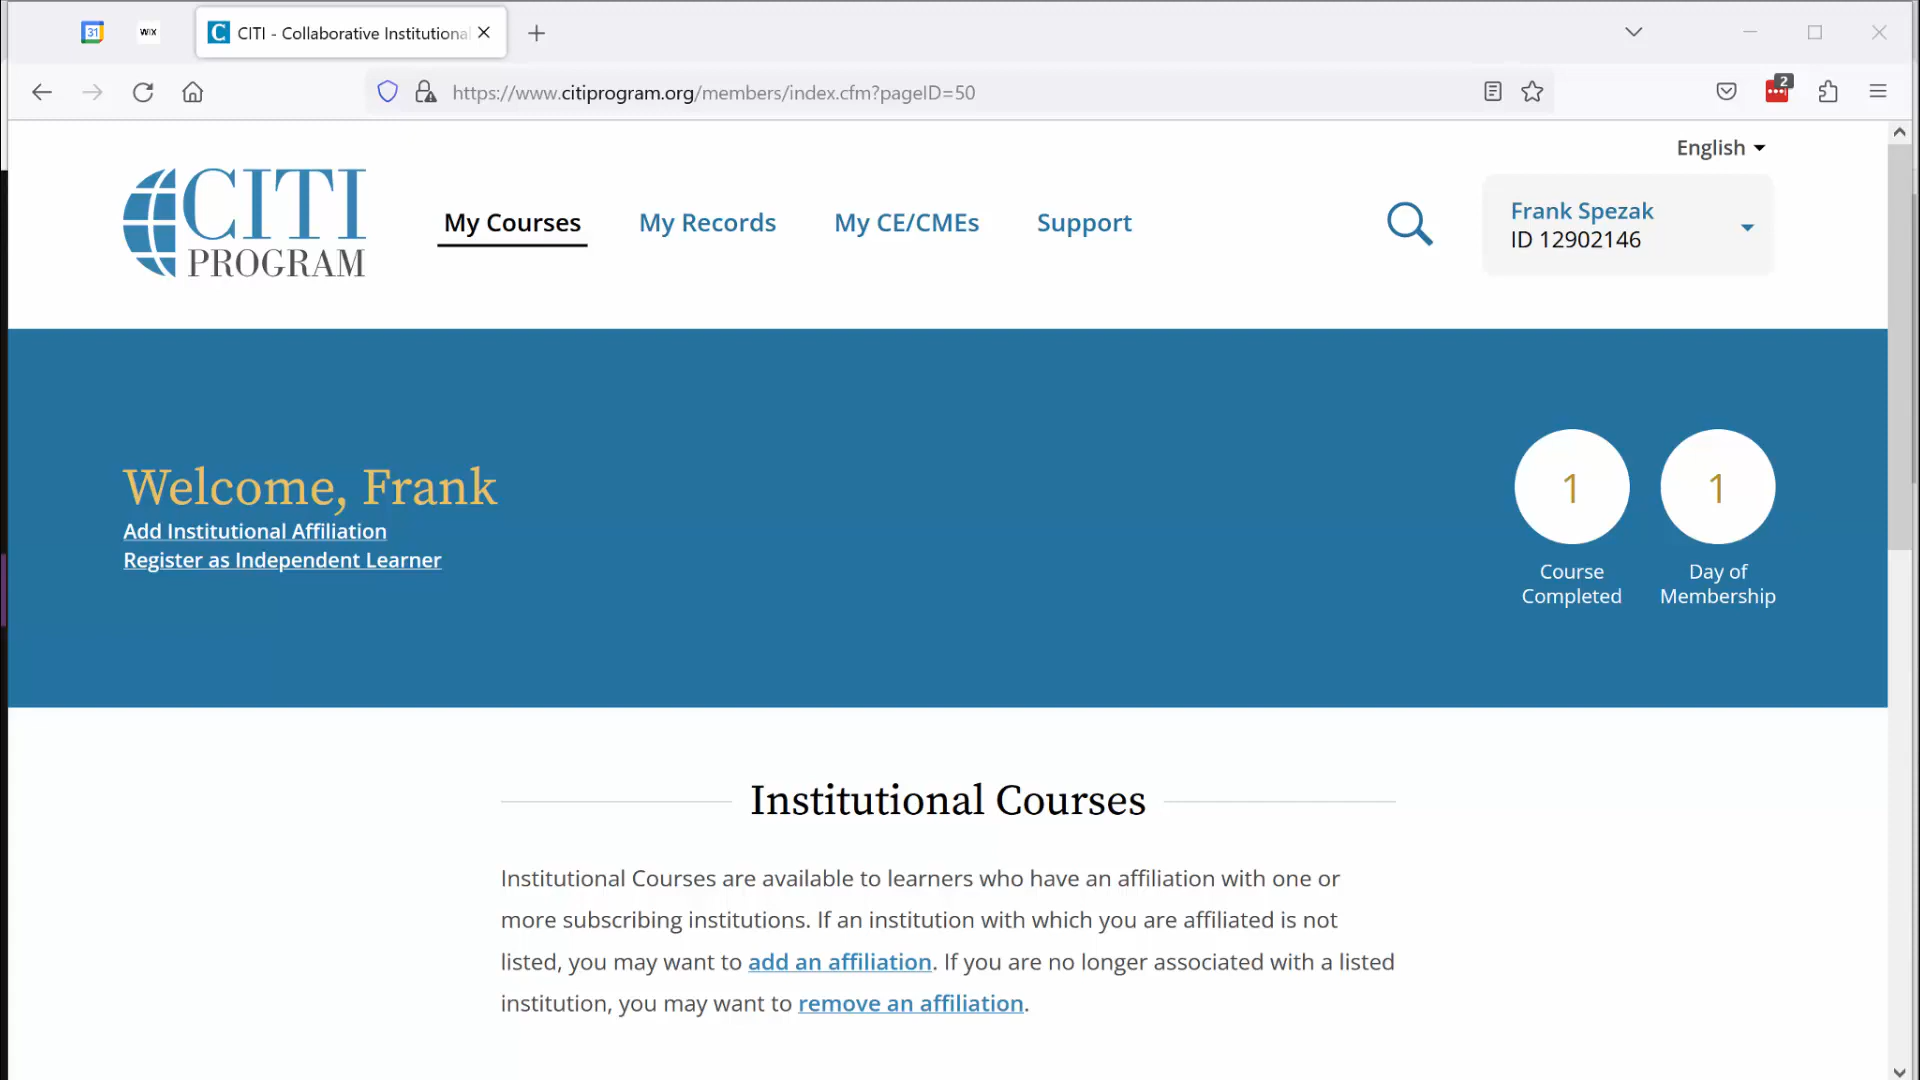 31
WIX
C
CITI - Collaborative Institutional
https://www.citiprogram.org/members/index.cfm?pageID=50
2
English
CITI
PROGRAM
My Courses
My Records
My CE/CMEs
Support
Frank Spezak
ID 12902146
Welcome, Frank
Add Institutional Affiliation
Register as Independent Learner
1
Course
Completed
1
Day of
Membership
Institutional Courses
Institutional Courses are available to learners who have an affiliation with one or
more subscribing institutions. If an institution with which you are affiliated is not
listed, you may want to add an affiliation. If you are no longer associated with a listed
institution, you may want to remove an affiliation.